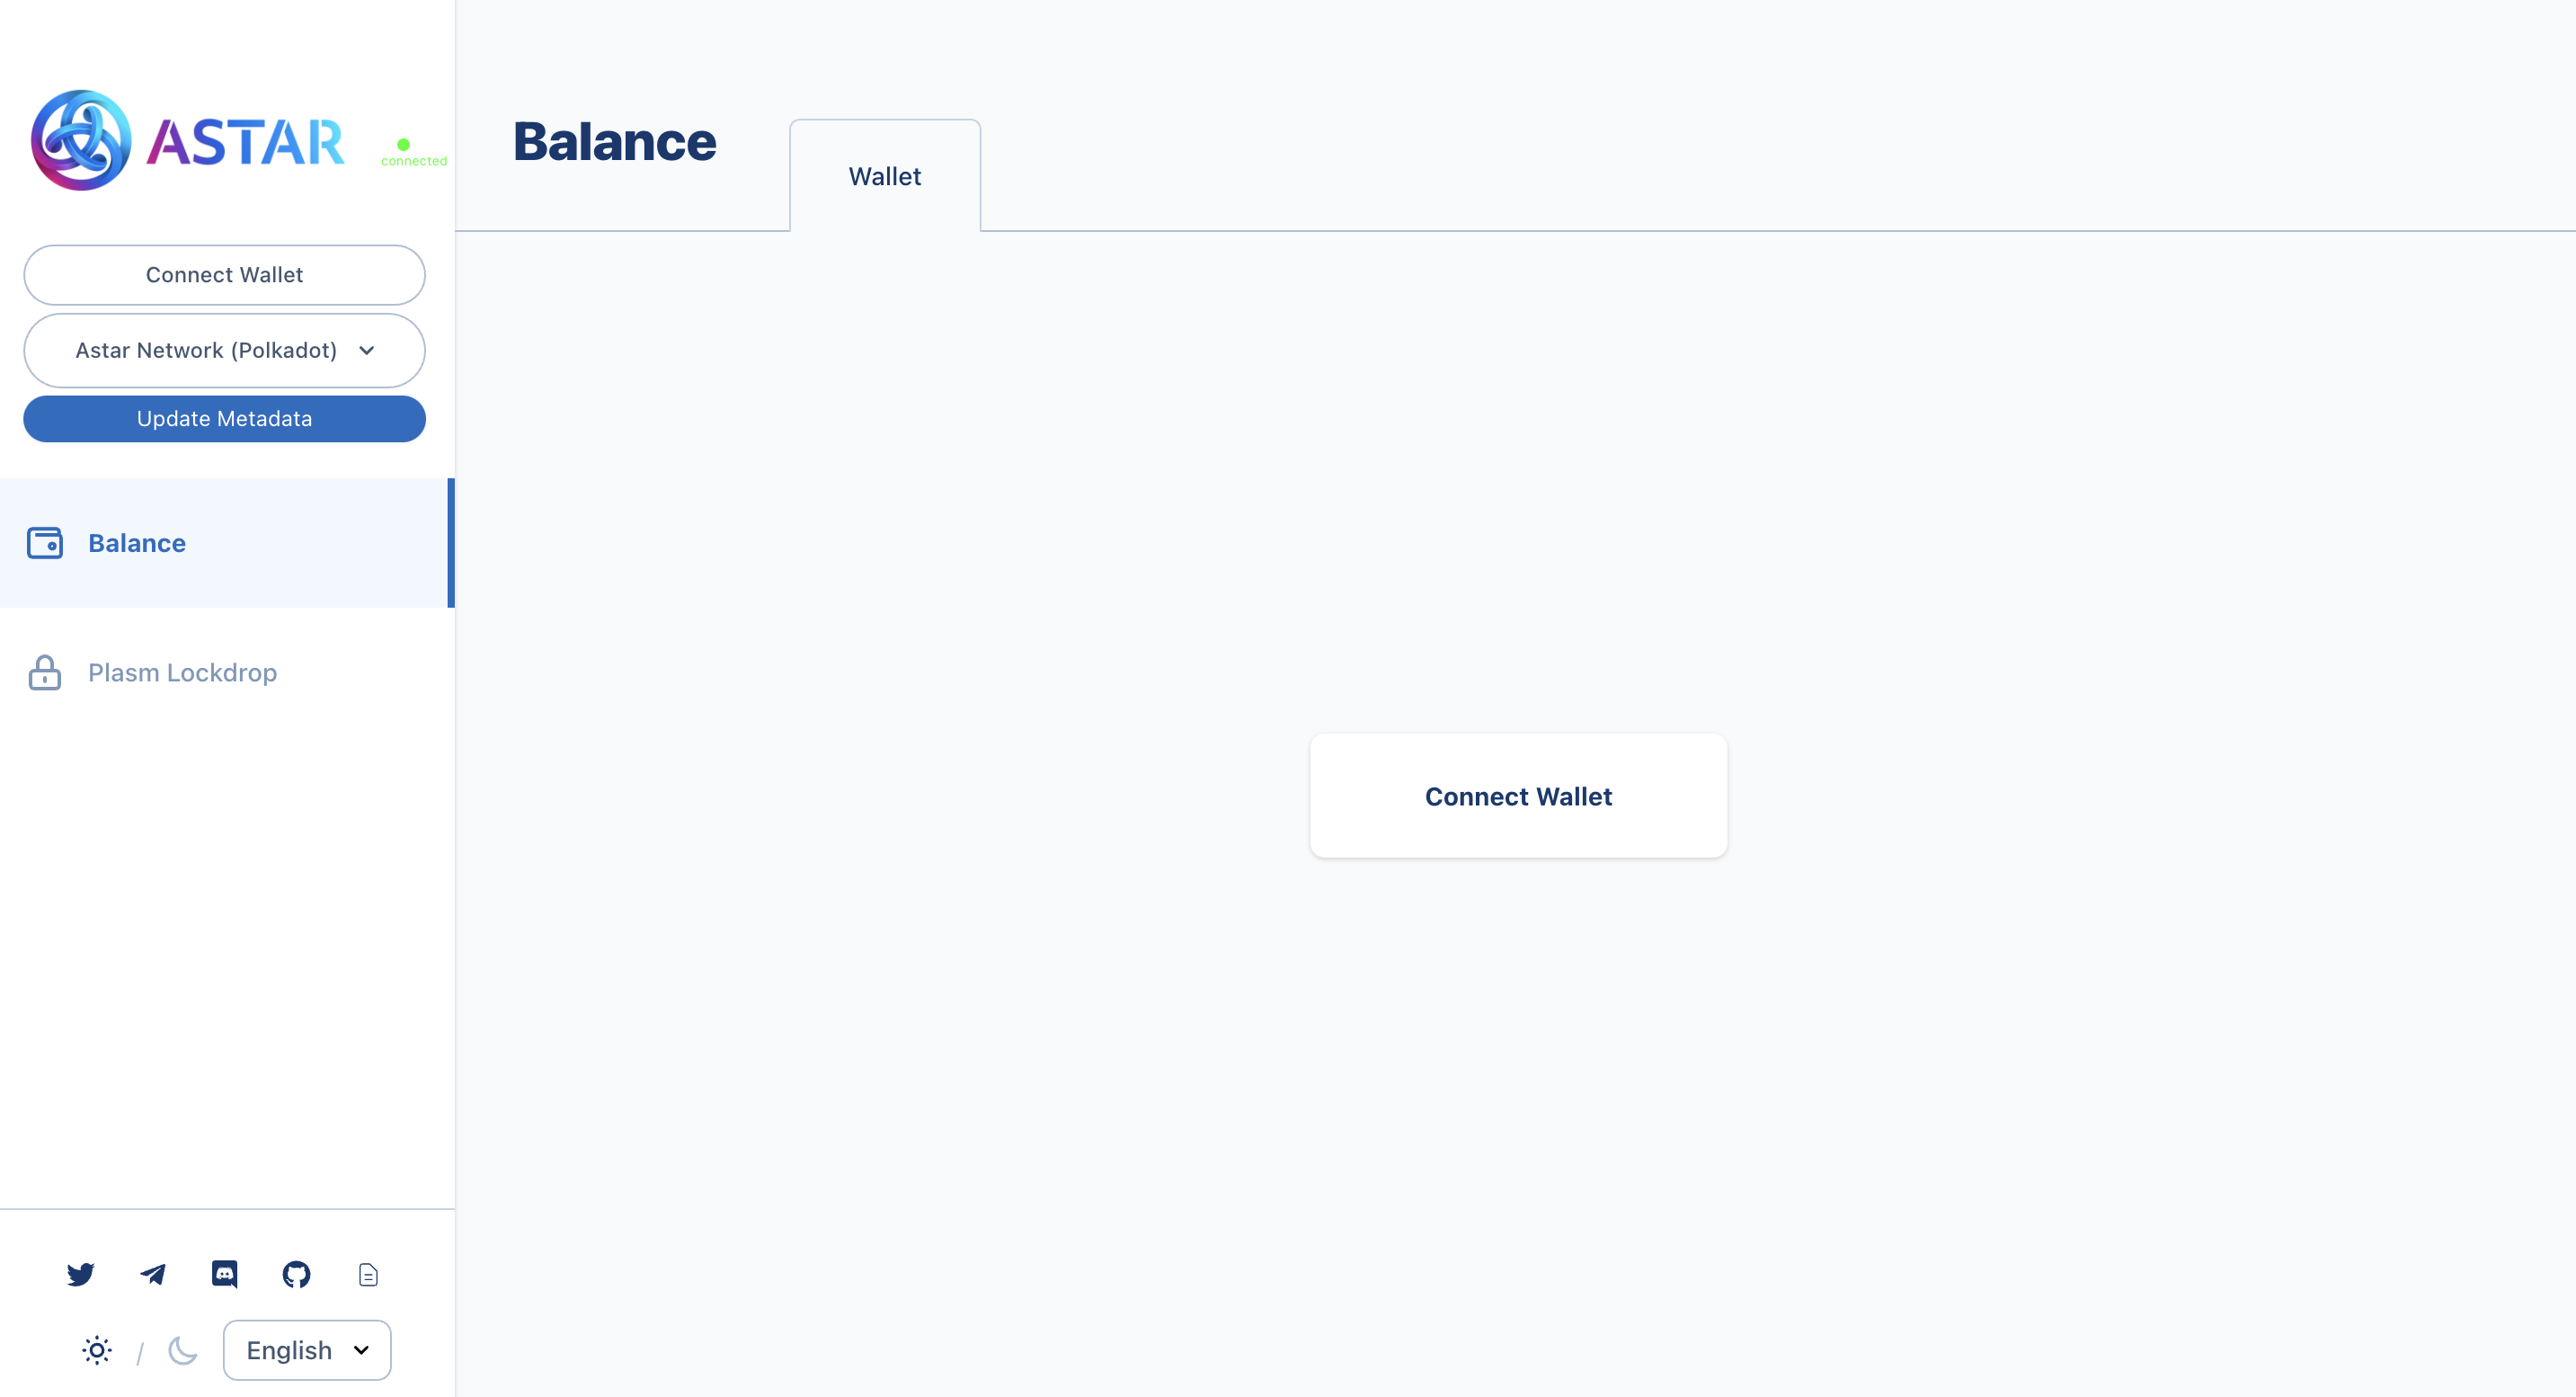 ASTAR
connected
Connect Wallet
Astar Network (Polkadot)
Update Metadata
Balance
Plasm Lockdrop
/
English
Balance
Wallet
Connect Wallet